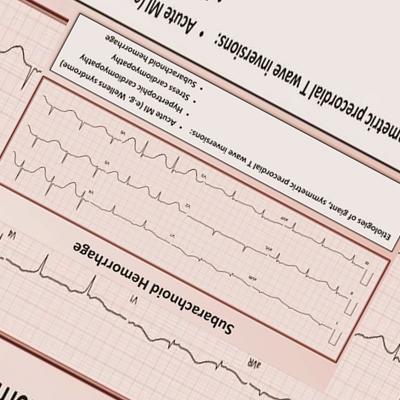 aVR
V1
V4
Subarachnoid Hemorrhage
Etiologies of giant, symmetric precordial T wave inversions:
• Acute MI (e.g. Wellens syndrome)
• Hypertrophic cardiomyopathy
• Stress cardiomyopathy
• Subarachnoid hemorrhage
precordial T wave inversions:
• Acute MI